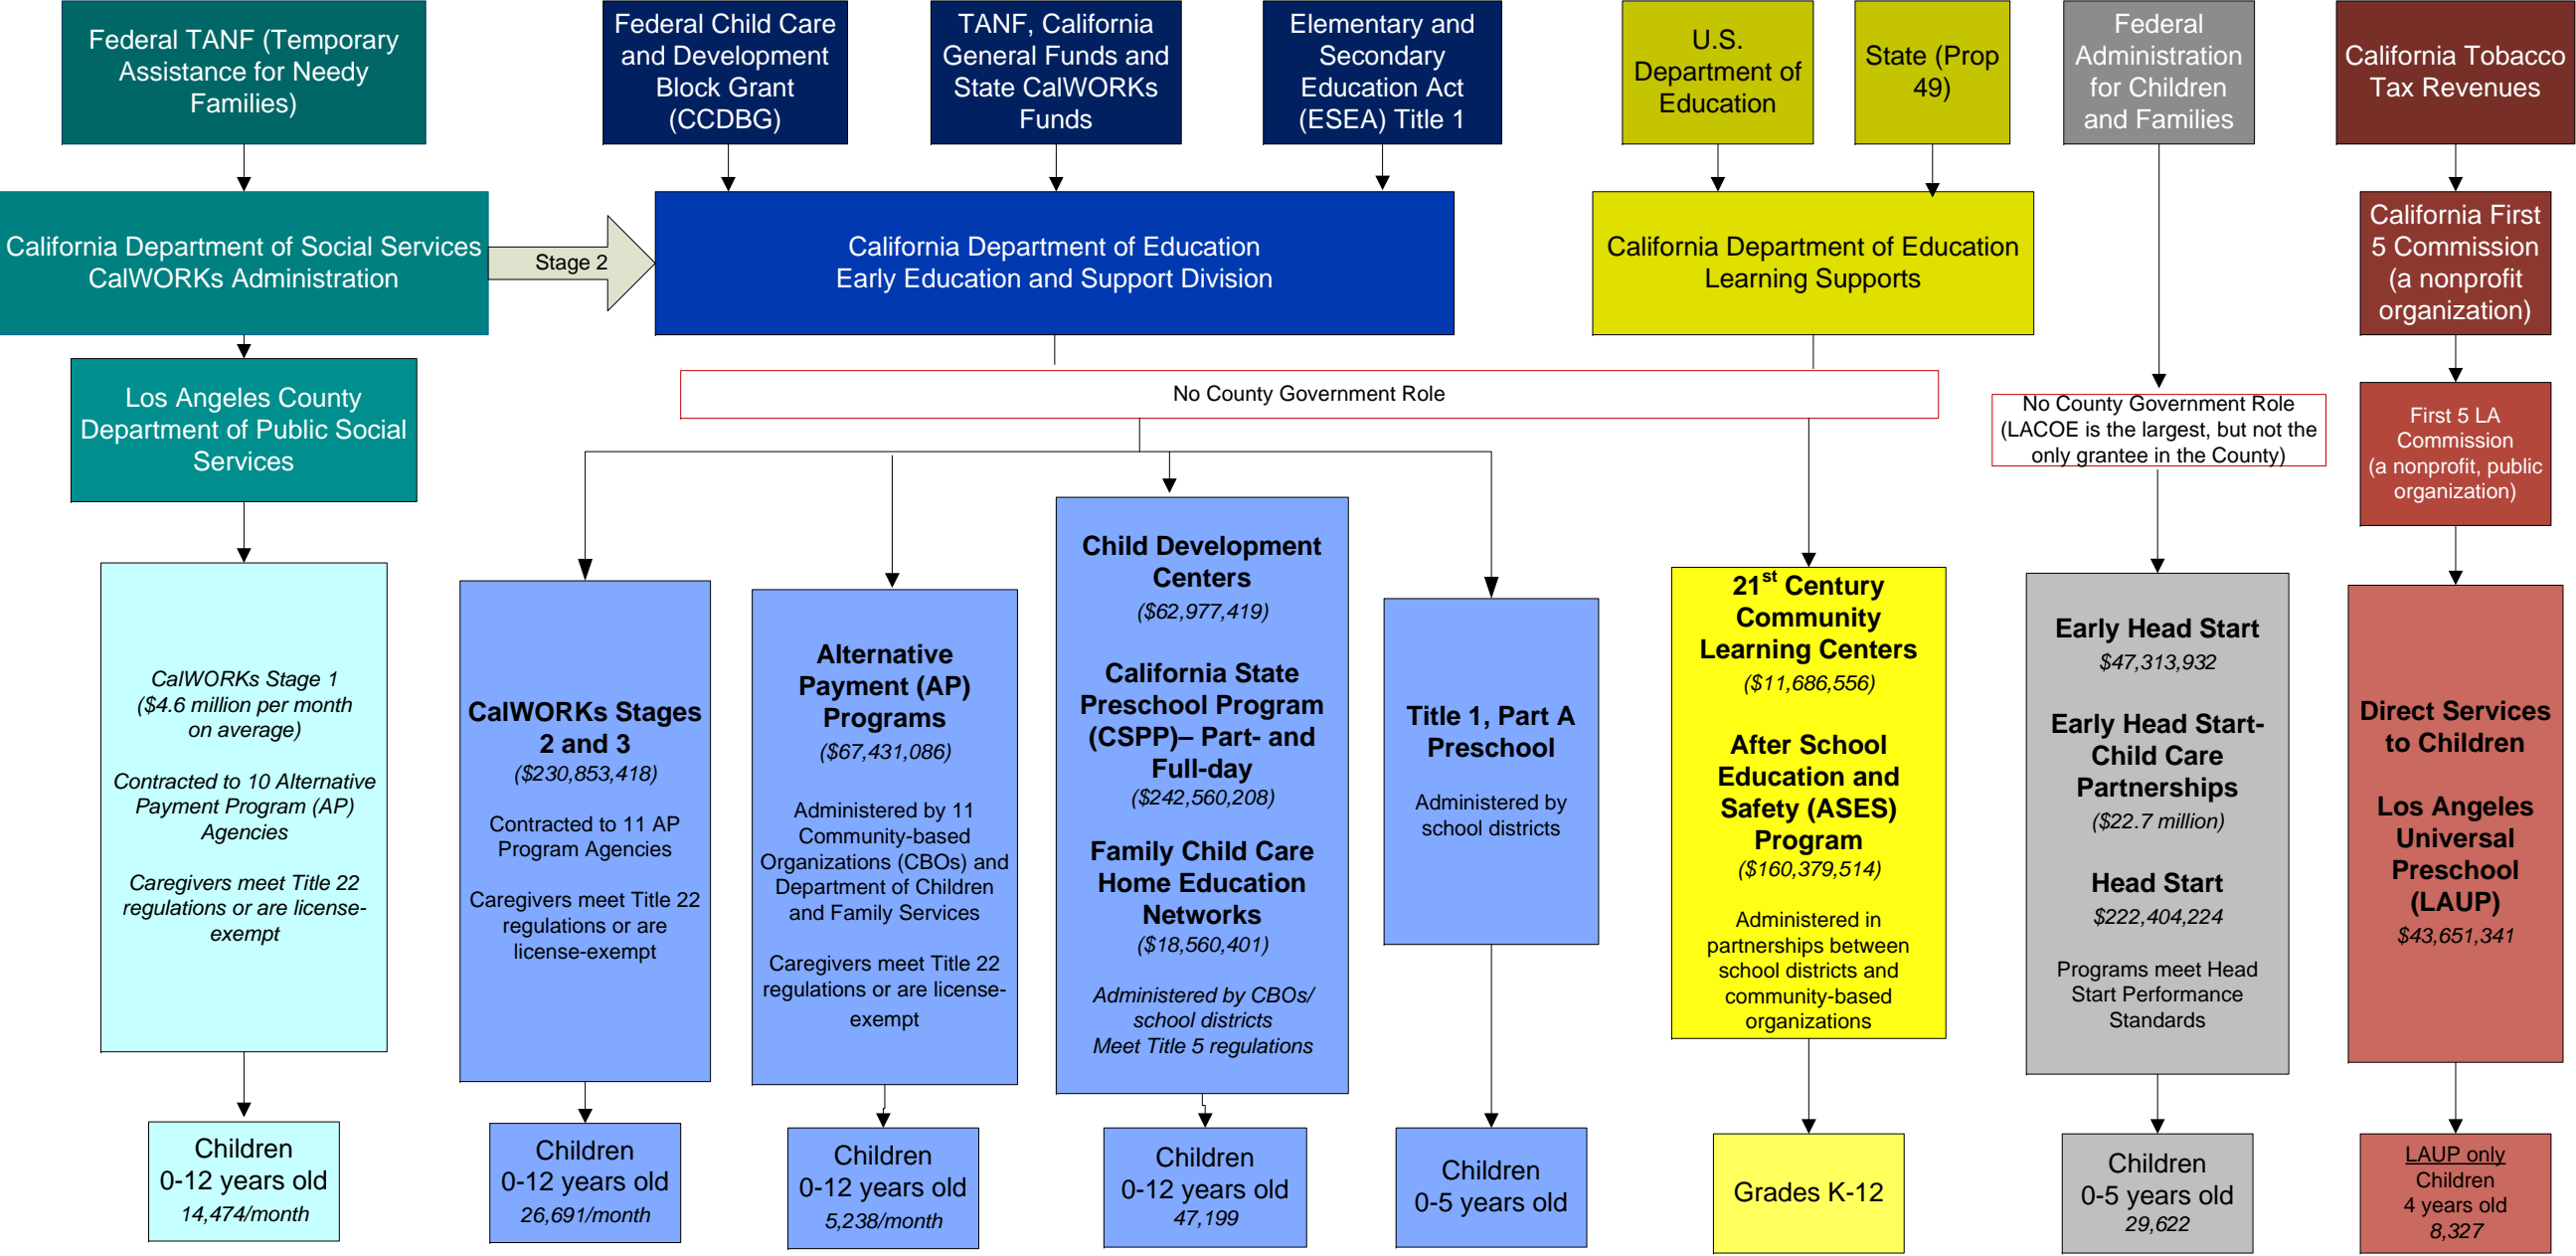 Federal TANF (Temporary
Assistance for Needy
Families)
Federal Child Care
and Development
Block Grant
(CCDBG)
TANF, California
General Funds and
State CalWORKs
Funds
Elementary and
Secondary
Education Act
(ESEA) Title 1
U.S.
Department of
Education
State (Prop
49)
Federal
Administration
for Children
and Families
California Tobacco
Tax Revenues
California Department of Social Services
CalWORKs Administration
Stage 2
California Department of Education
Early Education and Support Division
California Department of Education
Learning Supports
California First
5 Commission
(a nonprofit
organization)
Los Angeles County
Department of Public Social
Services
No County Government Role
No County Government Role
(LACOE is the largest, but not the
only grantee in the County)
First 5 LA
Commission
(a nonprofit, public
organization)
CalWORKs Stage 1
($4.6 million per month
on average)
Contracted to 10 Alternative
Payment Program (AP)
Agencies
Caregivers meet Title 22
regulations or are license-
exempt
CalWORKs Stages
2 and 3
($230,853,418)
Contracted to 11 AP
Program Agencies
Caregivers meet Title 22
regulations or are
license-exempt
Alternative
Payment (AP)
Programs
($67,431,086)
Administered by 11
Community-based
Organizations (CBOs) and
Department of Children
and Family Services
Caregivers meet Title 22
regulations or are license-
exempt
Child Development
Centers
($62,977,419)
California State
Preschool Program
(CSPP)– Part- and
Full-day
($242,560,208)
Family Child Care
Home Education
Networks
($18,560,401)
Administered by CBOs/
school districts
Meet Title 5 regulations
Title 1, Part A
Preschool
Administered by
school districts
21st Century
Community
Learning Centers
($11,686,556)
After School
Education and
Safety (ASES)
Program
($160,379,514)
Administered in
partnerships between
school districts and
community-based
organizations
Early Head Start
$47,313,932
Early Head Start-
Child Care
Partnerships
($22.7 million)
Head Start
$222,404,224
Programs meet Head
Start Performance
Standards
Direct Services
to Children
Los Angeles
Universal
Preschool
(LAUP)
$43,651,341
Children
0-12 years old
14,474/month
Children
0-12 years old
26,691/month
Children
0-12 years old
5,238/month
Children
0-12 years old
47,199
Children
0-5 years old
Grades K-12
Children
0-5 years old
29,622
LAUP only
Children
4 years old
8,327